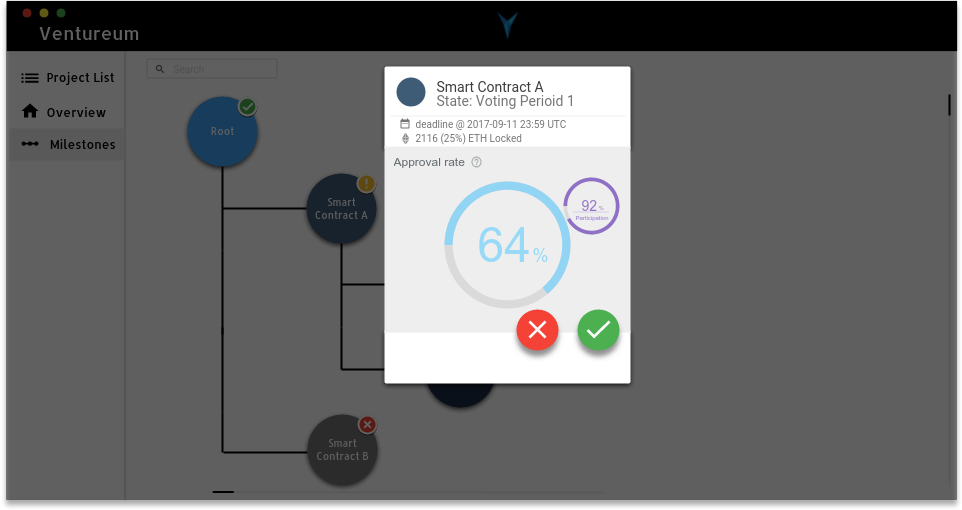 Ventureum
Project List
Overview
Milestones
Search
Root
Smart
Contract A
Smart
Contract B
Smart Contract A
State: Voting Perioid 1
deadline @ 2017-09-11 23:59 UTC
2116 (25%) ETH Locked
Approval rate
92%
Participation
64%